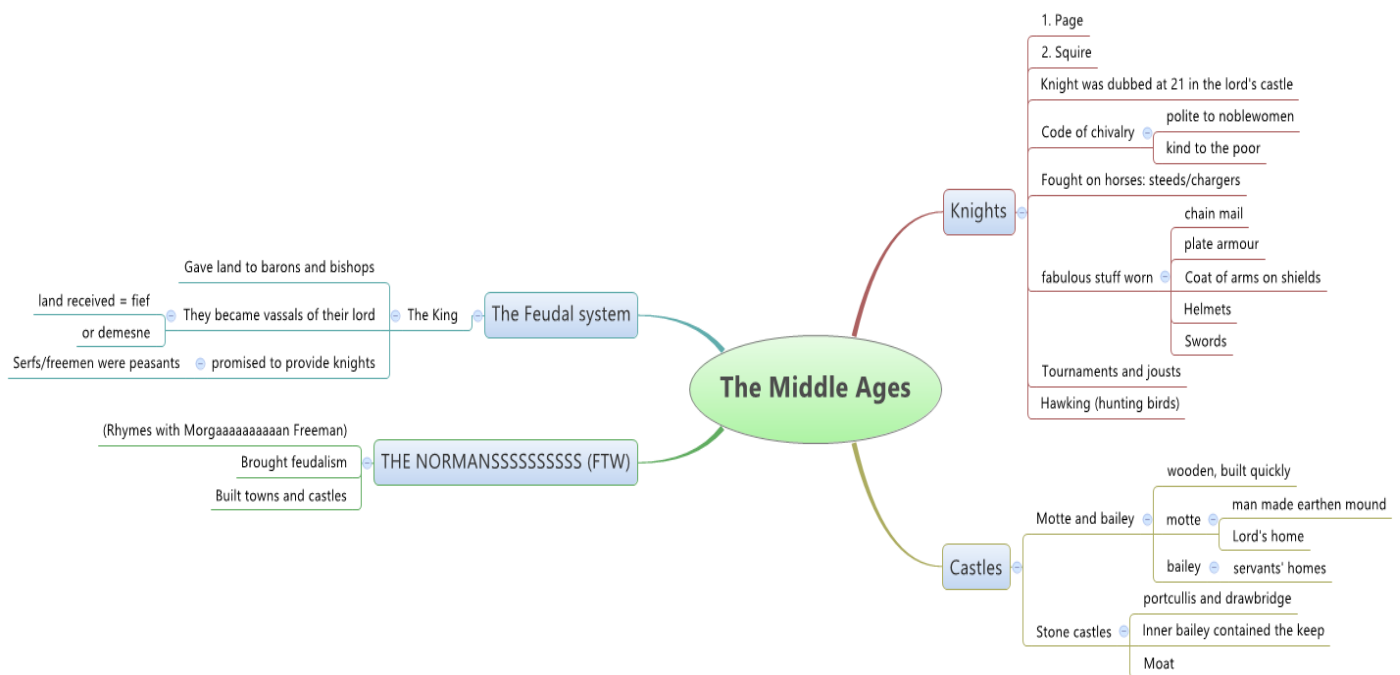 The Middle Ages
Knights
1. Page
2. Squire
Knight was dubbed at 21 in the lord's castle
Code of chivalry
polite to noblewomen
kind to the poor
Fought on horses: steeds/chargers
fabulous stuff worn
chain mail
plate armour
Coat of arms on shields
Helmets
Swords
Tournaments and jousts
Hawking (hunting birds)
Castles
Motte and bailey
wooden, built quickly
motte
man made earthen mound
Lord's home
bailey
servants' homes
Stone castles
portcullis and drawbridge
Inner bailey contained the keep
Moat
The Feudal system
The King
Gave land to barons and bishops
They became vassals of their lord
land received = fief
or demesne
promised to provide knights
Serfs/freemen were peasants
THE NORMANSSSSSSSSSS (FTW)
(Rhymes with Morgaaaaaaaaaan Freeman)
Brought feudalism
Built towns and castles